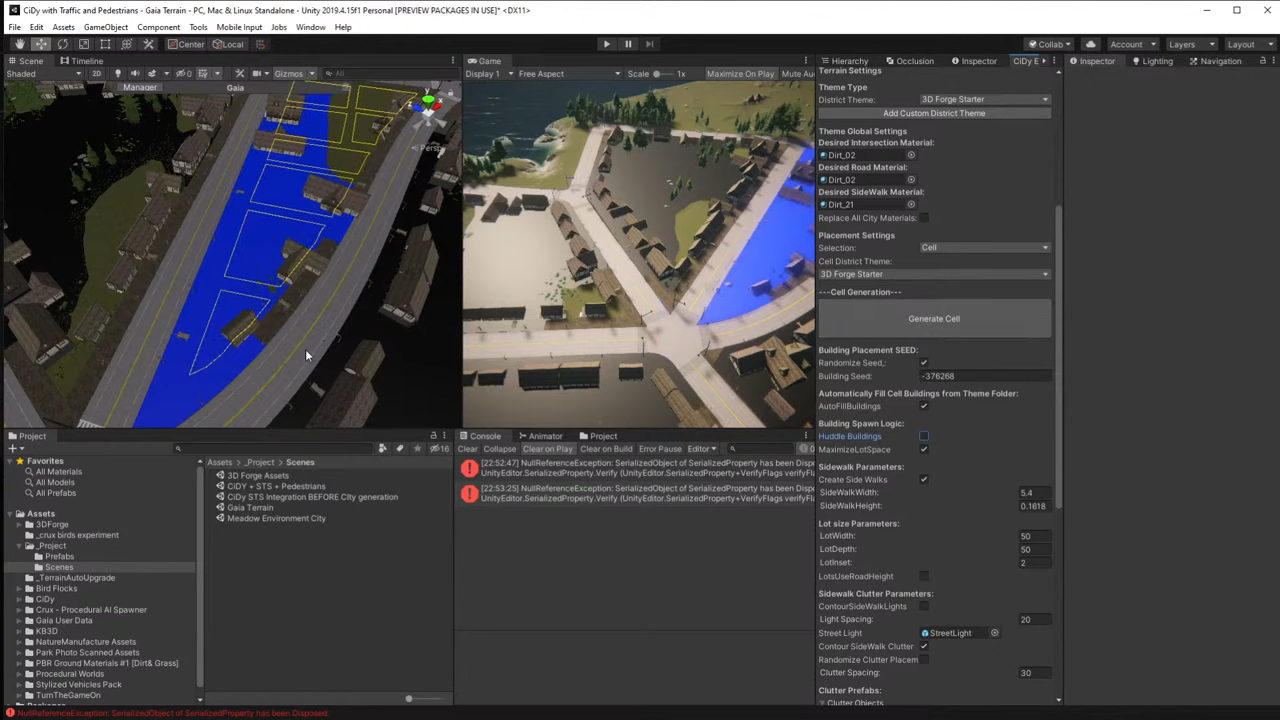 CiDy with Traffic and Pedestrians - Gaia Terrain - PC, Mac & Linux Standalone - Unity 2019.4.15f1 Personal [PREVIEW PACKAGES IN USE]* <DX11>
File Edit Assets GameObject Component Tools Mobile Input Jobs Window Help
Center Local Collab Account Layers Layout
Scene Timeline
Shaded 2D 0 Gizmos All
Manager Gaia
y
Persp
Game
Display 1 Free Aspect Scale 1x Maximize On Play Mute Au
Hierarchy Occlusion Inspector CiDy E
Terrain Settings
Theme Type
District Theme: 3D Forge Starter
Add Custom District Theme
Theme Global Settings
Desired Intersection Material:
Dirt_02
Desired Road Material:
Dirt_02
Desired SideWalk Material:
Dirt_21
Replace All City Materials:
Placement Settings
Selection: Cell
Cell District Theme:
3D Forge Starter
---Cell Generation---
Generate Cell
Building Placement SEED:
Randomize Seed,:
Building Seed: -376268
Automatically Fill Cell Buildings from Theme Folder:
AutoFillBuildings
Building Spawn Logic:
Huddle Buildings
MaximizeLotSpace
Sidewalk Parameters:
Create Side Walks
SideWalkWidth: 5.4
SideWalkHeight: 0.1618
Lot size Parameters:
LotWidth: 50
LotDepth: 50
LotInset: 2
LotsUseRoadHeight
Sidewalk Clutter Parameters:
ContourSideWalkLights
Light Spacing: 20
Street Light StreetLight
Contour SideWalk Clutter
Randomize Clutter Placem
Clutter Spacing: 30
Clutter Prefabs:
Clutter Objects
Inspector Lighting Navigation
Project
16
Favorites
All Materials
All Models
All Prefabs
Assets
3DForge
_crux birds experiment
_Project
Prefabs
Scenes
_TerrainAutoUpgrade
Bird Flocks
CiDy
Crux - Procedural AI Spawner
Gaia User Data
KB3D
NatureManufacture Assets
Park Photo Scanned Assets
PBR Ground Materials #1 [Dirt& Grass]
Procedural Worlds
Stylized Vehicles Pack
TurnTheGameOn
Assets > _Project > Scenes
3D Forge Assets
CiDY + STS + Pedestrians
CiDy STS Integration BEFORE City generation
Gaia Terrain
Meadow Environment City
Console Animator Project
Clear Collapse Clear on Play Clear on Build Error Pause Editor
[22:52:47] NullReferenceException: SerializedObject of SerializedProperty has been Disp
UnityEditor.SerializedProperty.Verify (UnityEditor.SerializedProperty+VerifyFlags verifyFla
[22:53:25] NullReferenceException: SerializedObject of SerializedProperty has been Disp
UnityEditor.SerializedProperty.Verify (UnityEditor.SerializedProperty+VerifyFlags verifyFla
NullReferenceException: SerializedObject of SerializedProperty has been Disposed.